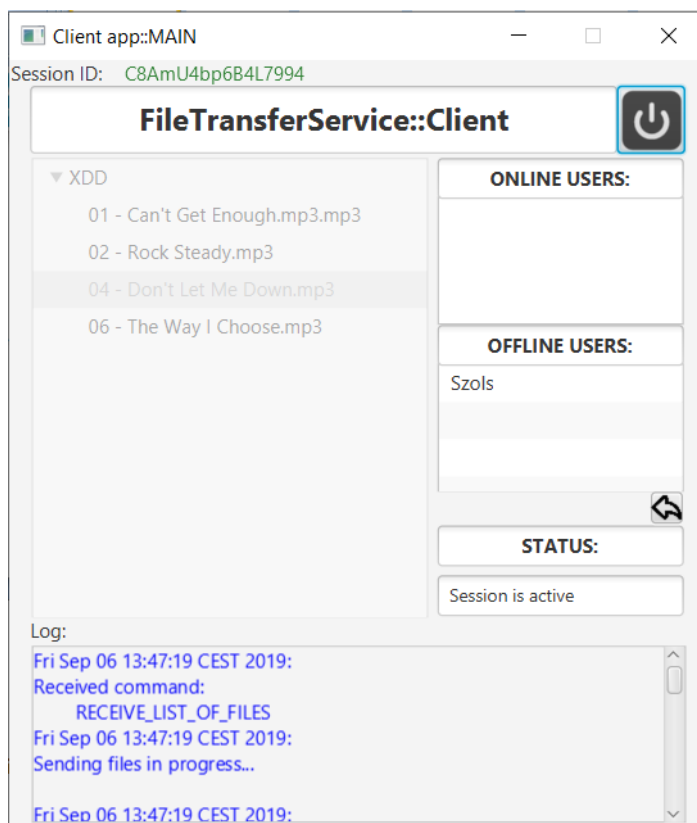 Client app::MAIN
Session ID: C8AmU4bp6B4L7994
FileTransferService::Client
XDD
01 - Can't Get Enough.mp3.mp3
02 - Rock Steady.mp3
04 - Don't Let Me Down.mp3
06 - The Way I Choose.mp3
ONLINE USERS:
OFFLINE USERS:
Szols
STATUS:
Session is active
Log:
Fri Sep 06 13:47:19 CEST 2019:
Received command:
RECEIVE_LIST_OF_FILES
Fri Sep 06 13:47:19 CEST 2019:
Sending files in progress...
Fri Sep 06 13:47:19 CEST 2019: